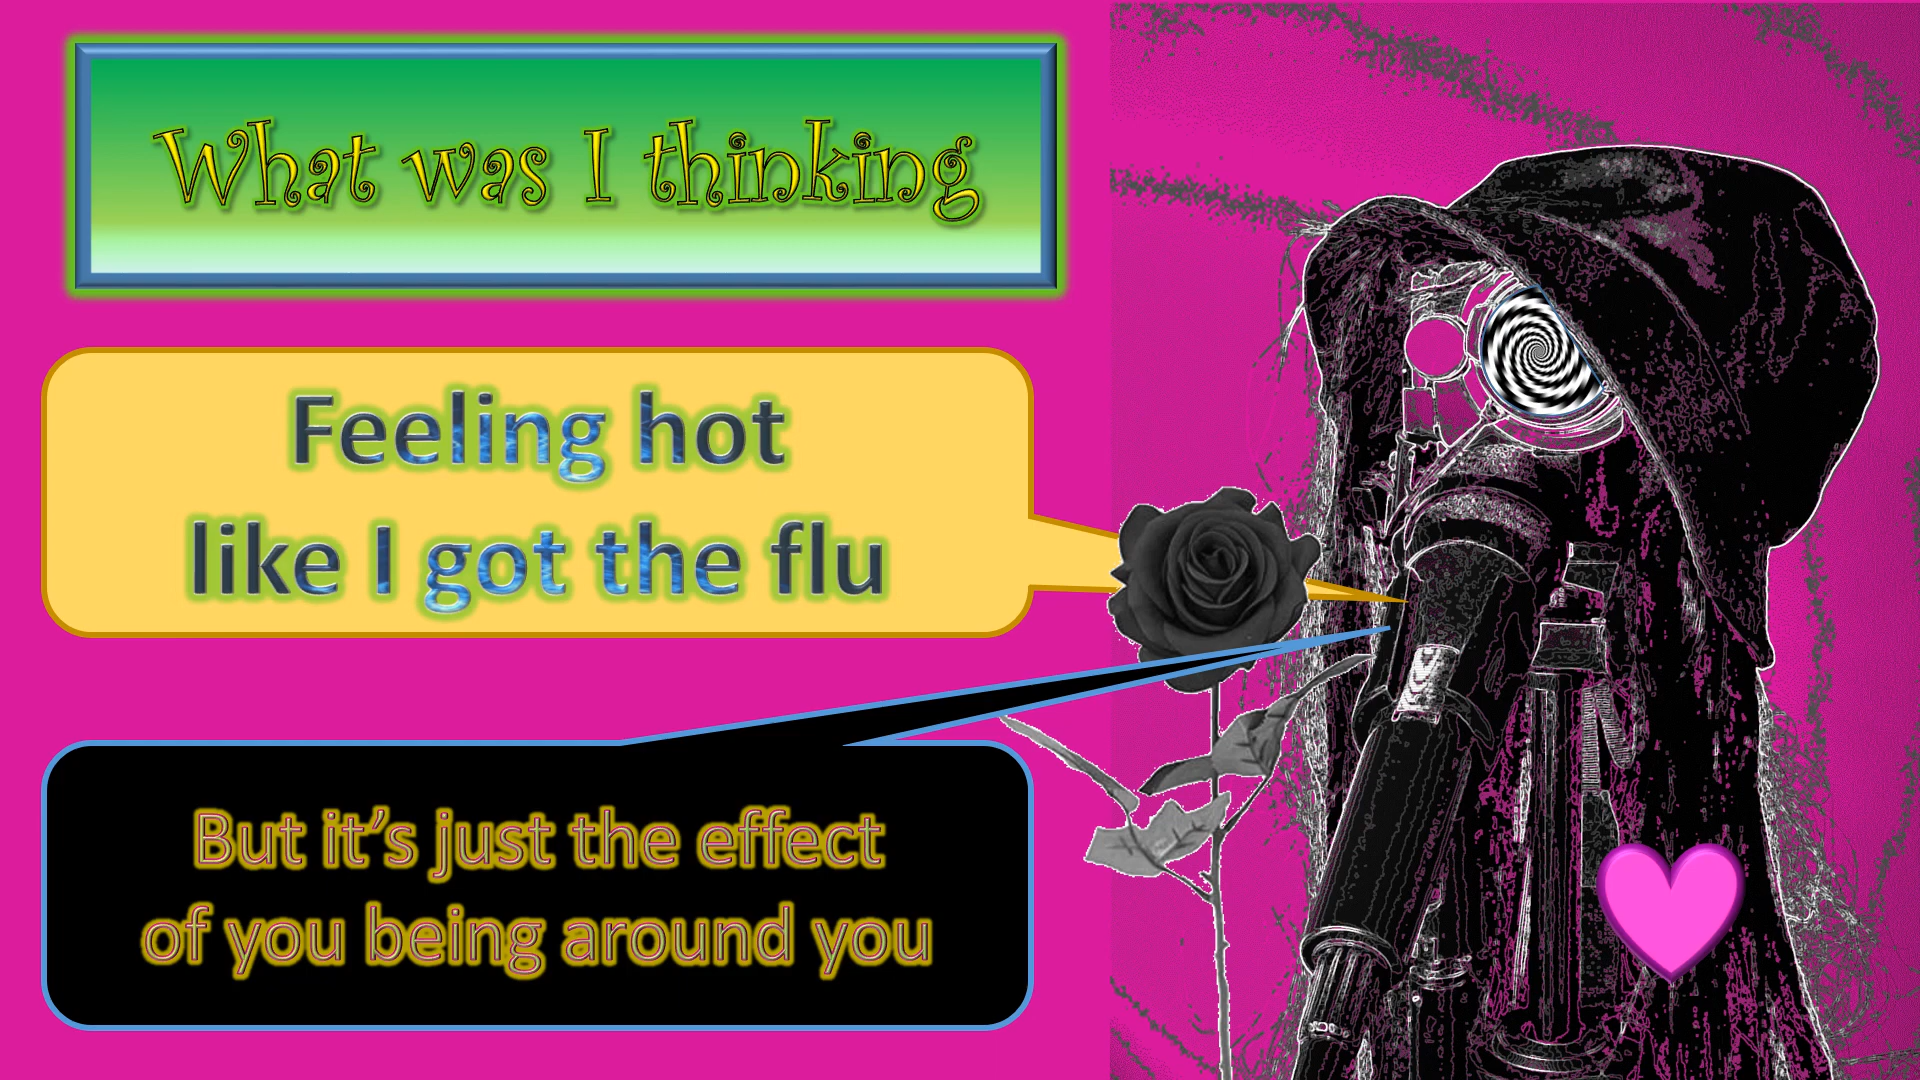 What was I thinking
Feeling hot
like I got the flu
But it’s just the effect
of you being around you